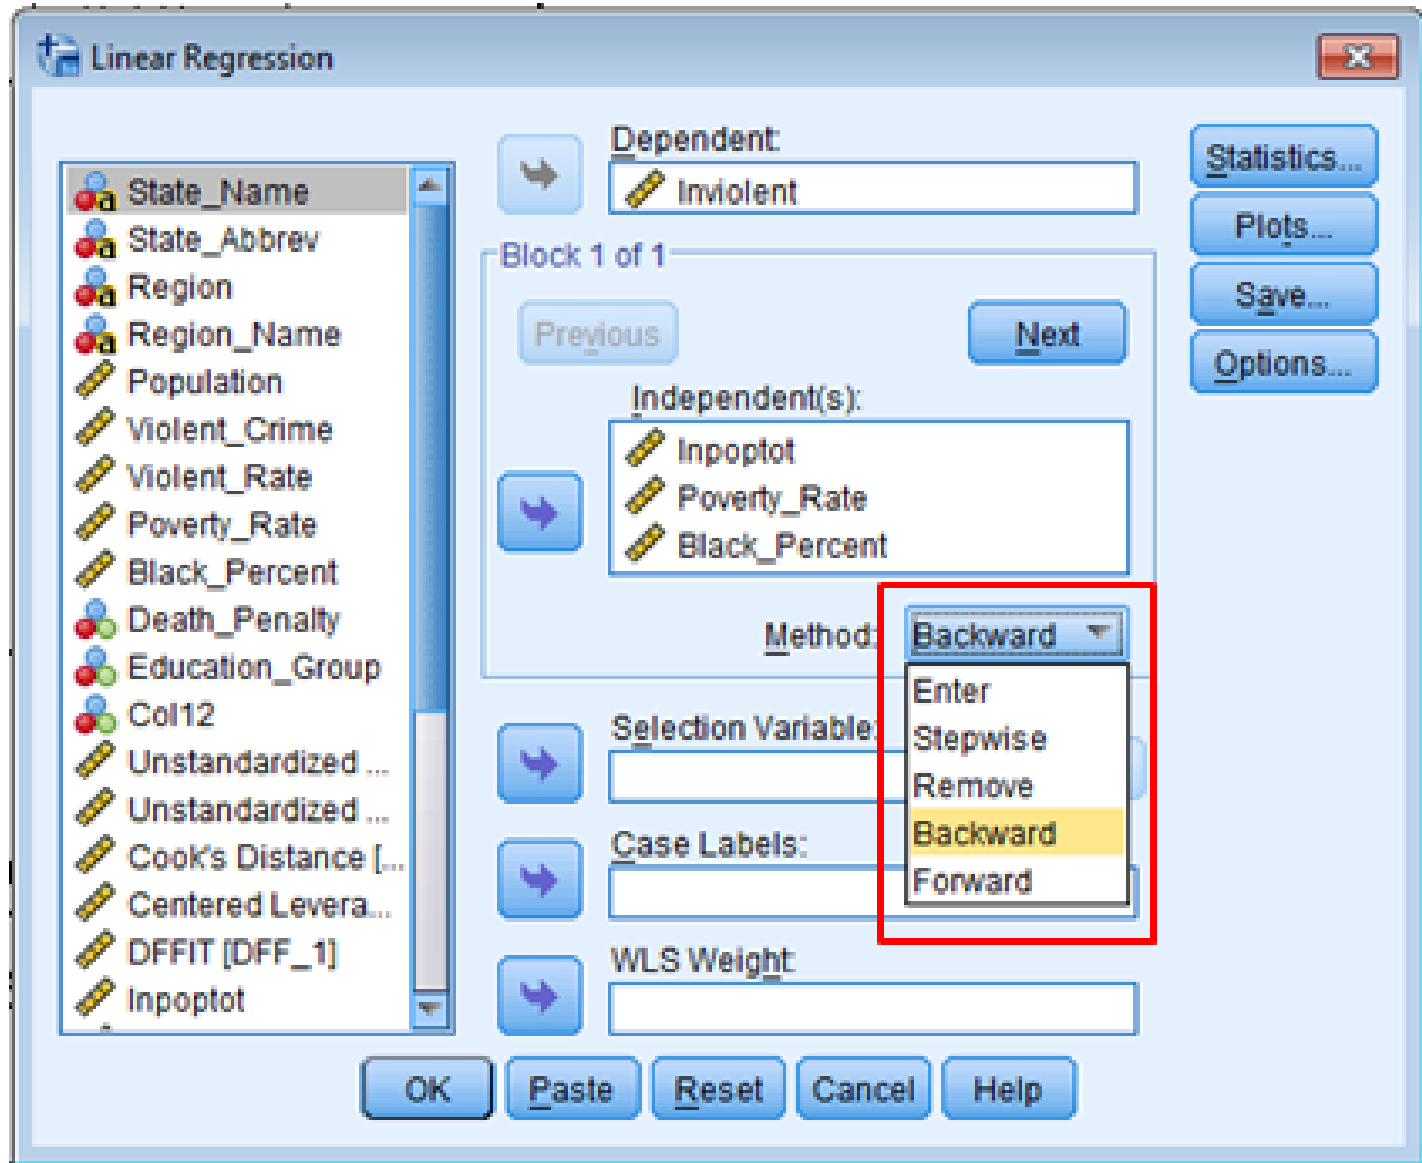 Linear Regression
State_Name
State_Abbrev
Region
Region_Name
Population
Violent_Crime
Violent_Rate
Poverty_Rate
Black_Percent
Death_Penalty
Education_Group
Col12
Unstandardized ...
Unstandardized ...
Cook's Distance [...
Centered Levera...
DFFIT [DFF_1]
lnpoptot
Dependent:
lnviolent
Block 1 of 1
Previous
Next
Independent(s):
lnpoptot
Poverty_Rate
Black_Percent
Method: Backward
Enter
Stepwise
Remove
Backward
Forward
Selection Variable:
Case Labels:
WLS Weight:
Statistics...
Plots...
Save...
Options...
OK
Paste
Reset
Cancel
Help